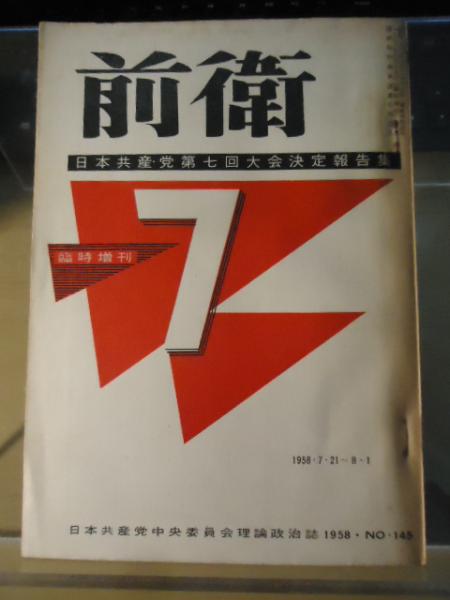 前衛
日本共産党第七回大会決定報告集
7
臨時増刊
1958・7・21～8・1
日本共産党中央委員会理論政治誌 1958・NO・145